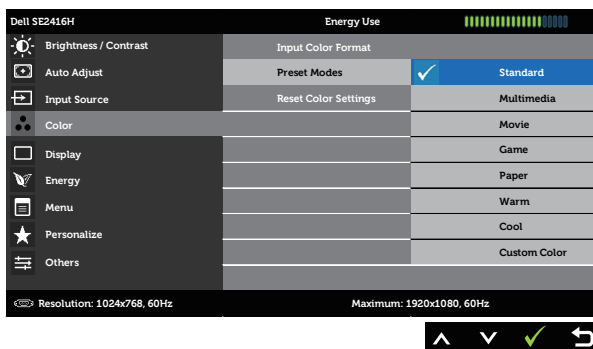 Dell SE2416H Energy Use
Brightness / Contrast Input Color Format
Auto Adjust Preset Modes Standard
Input Source Reset Color Settings Multimedia
Color Movie
Display Game
Energy Paper
Menu Warm
Personalize Cool
Others Custom Color
Resolution: 1024x768, 60Hz Maximum: 1920x1080, 60Hz